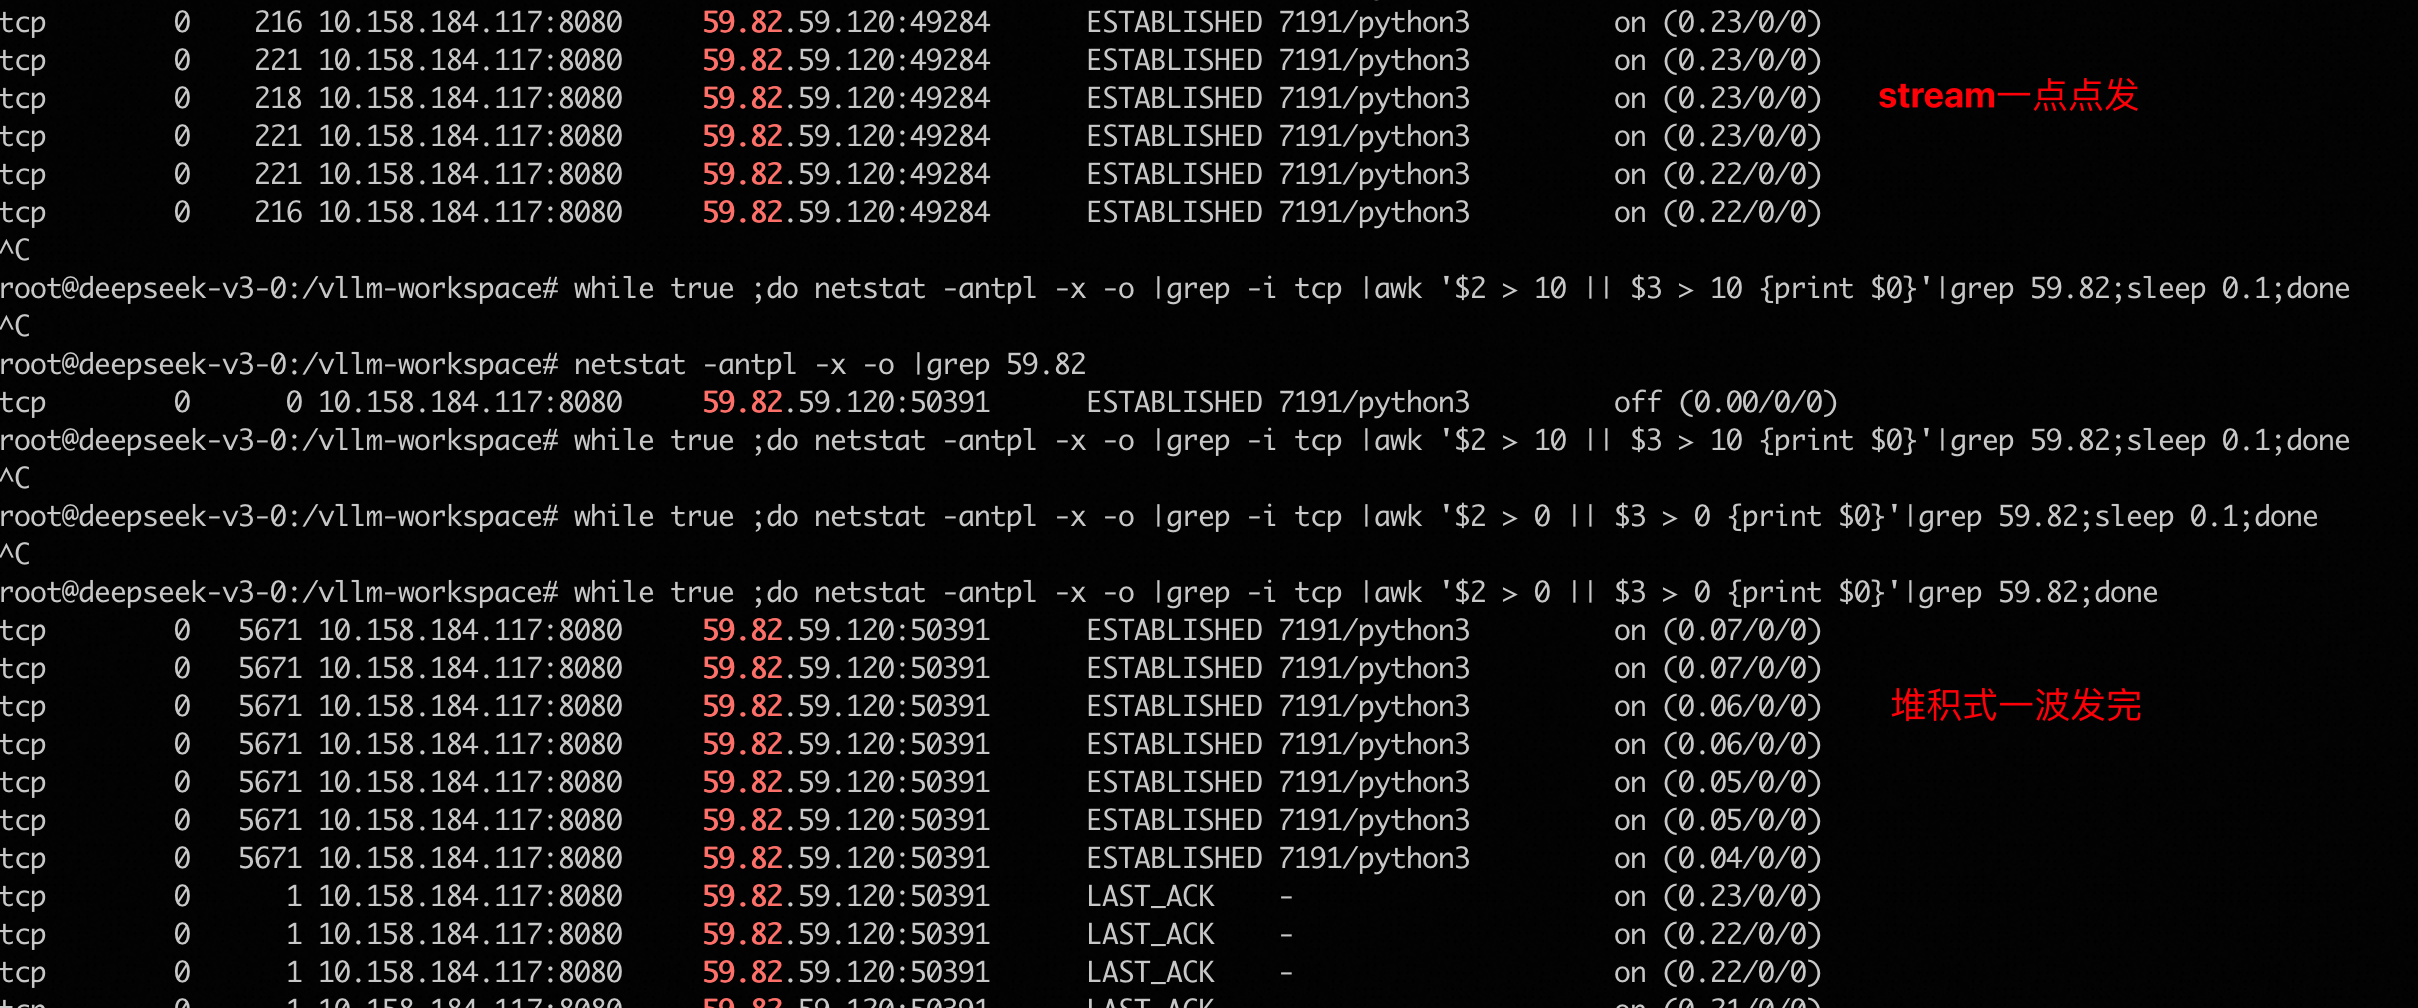 tcp        0    216 10.158.184.117:8080     59.82.59.120:49284      ESTABLISHED 7191/python3         on (0.23/0/0)
tcp        0    221 10.158.184.117:8080     59.82.59.120:49284      ESTABLISHED 7191/python3         on (0.23/0/0)
tcp        0    218 10.158.184.117:8080     59.82.59.120:49284      ESTABLISHED 7191/python3         on (0.23/0/0) stream一点点发
tcp        0    221 10.158.184.117:8080     59.82.59.120:49284      ESTABLISHED 7191/python3         on (0.23/0/0)
tcp        0    221 10.158.184.117:8080     59.82.59.120:49284      ESTABLISHED 7191/python3         on (0.22/0/0)
tcp        0    216 10.158.184.117:8080     59.82.59.120:49284      ESTABLISHED 7191/python3         on (0.22/0/0)
^C
root@deepseek-v3-0:/vllm-workspace# while true ;do netstat -antpl -x -o |grep -i tcp |awk '$2 > 10 || $3 > 10 {print $0}'|grep 59.82;sleep 0.1;done
^C
root@deepseek-v3-0:/vllm-workspace# netstat -antpl -x -o |grep 59.82
tcp        0      0 10.158.184.117:8080     59.82.59.120:50391      ESTABLISHED 7191/python3         off (0.00/0/0)
root@deepseek-v3-0:/vllm-workspace# while true ;do netstat -antpl -x -o |grep -i tcp |awk '$2 > 10 || $3 > 10 {print $0}'|grep 59.82;sleep 0.1;done
^C
root@deepseek-v3-0:/vllm-workspace# while true ;do netstat -antpl -x -o |grep -i tcp |awk '$2 > 0 || $3 > 0 {print $0}'|grep 59.82;sleep 0.1;done
^C
root@deepseek-v3-0:/vllm-workspace# while true ;do netstat -antpl -x -o |grep -i tcp |awk '$2 > 0 || $3 > 0 {print $0}'|grep 59.82;done
tcp        0   5671 10.158.184.117:8080     59.82.59.120:50391      ESTABLISHED 7191/python3         on (0.07/0/0)
tcp        0   5671 10.158.184.117:8080     59.82.59.120:50391      ESTABLISHED 7191/python3         on (0.07/0/0)
tcp        0   5671 10.158.184.117:8080     59.82.59.120:50391      ESTABLISHED 7191/python3         on (0.06/0/0) 堆积式一波发完
tcp        0   5671 10.158.184.117:8080     59.82.59.120:50391      ESTABLISHED 7191/python3         on (0.06/0/0)
tcp        0   5671 10.158.184.117:8080     59.82.59.120:50391      ESTABLISHED 7191/python3         on (0.05/0/0)
tcp        0   5671 10.158.184.117:8080     59.82.59.120:50391      ESTABLISHED 7191/python3         on (0.05/0/0)
tcp        0   5671 10.158.184.117:8080     59.82.59.120:50391      ESTABLISHED 7191/python3         on (0.04/0/0)
tcp        0      1 10.158.184.117:8080     59.82.59.120:50391      LAST_ACK    -                    on (0.23/0/0)
tcp        0      1 10.158.184.117:8080     59.82.59.120:50391      LAST_ACK    -                    on (0.22/0/0)
tcp        0      1 10.158.184.117:8080     59.82.59.120:50391      LAST_ACK    -                    on (0.22/0/0)
tcp        0      1 10.158.184.117:8080     59.82.59.120:50391      LAST_ACK    -                    on (0.21/0/0)